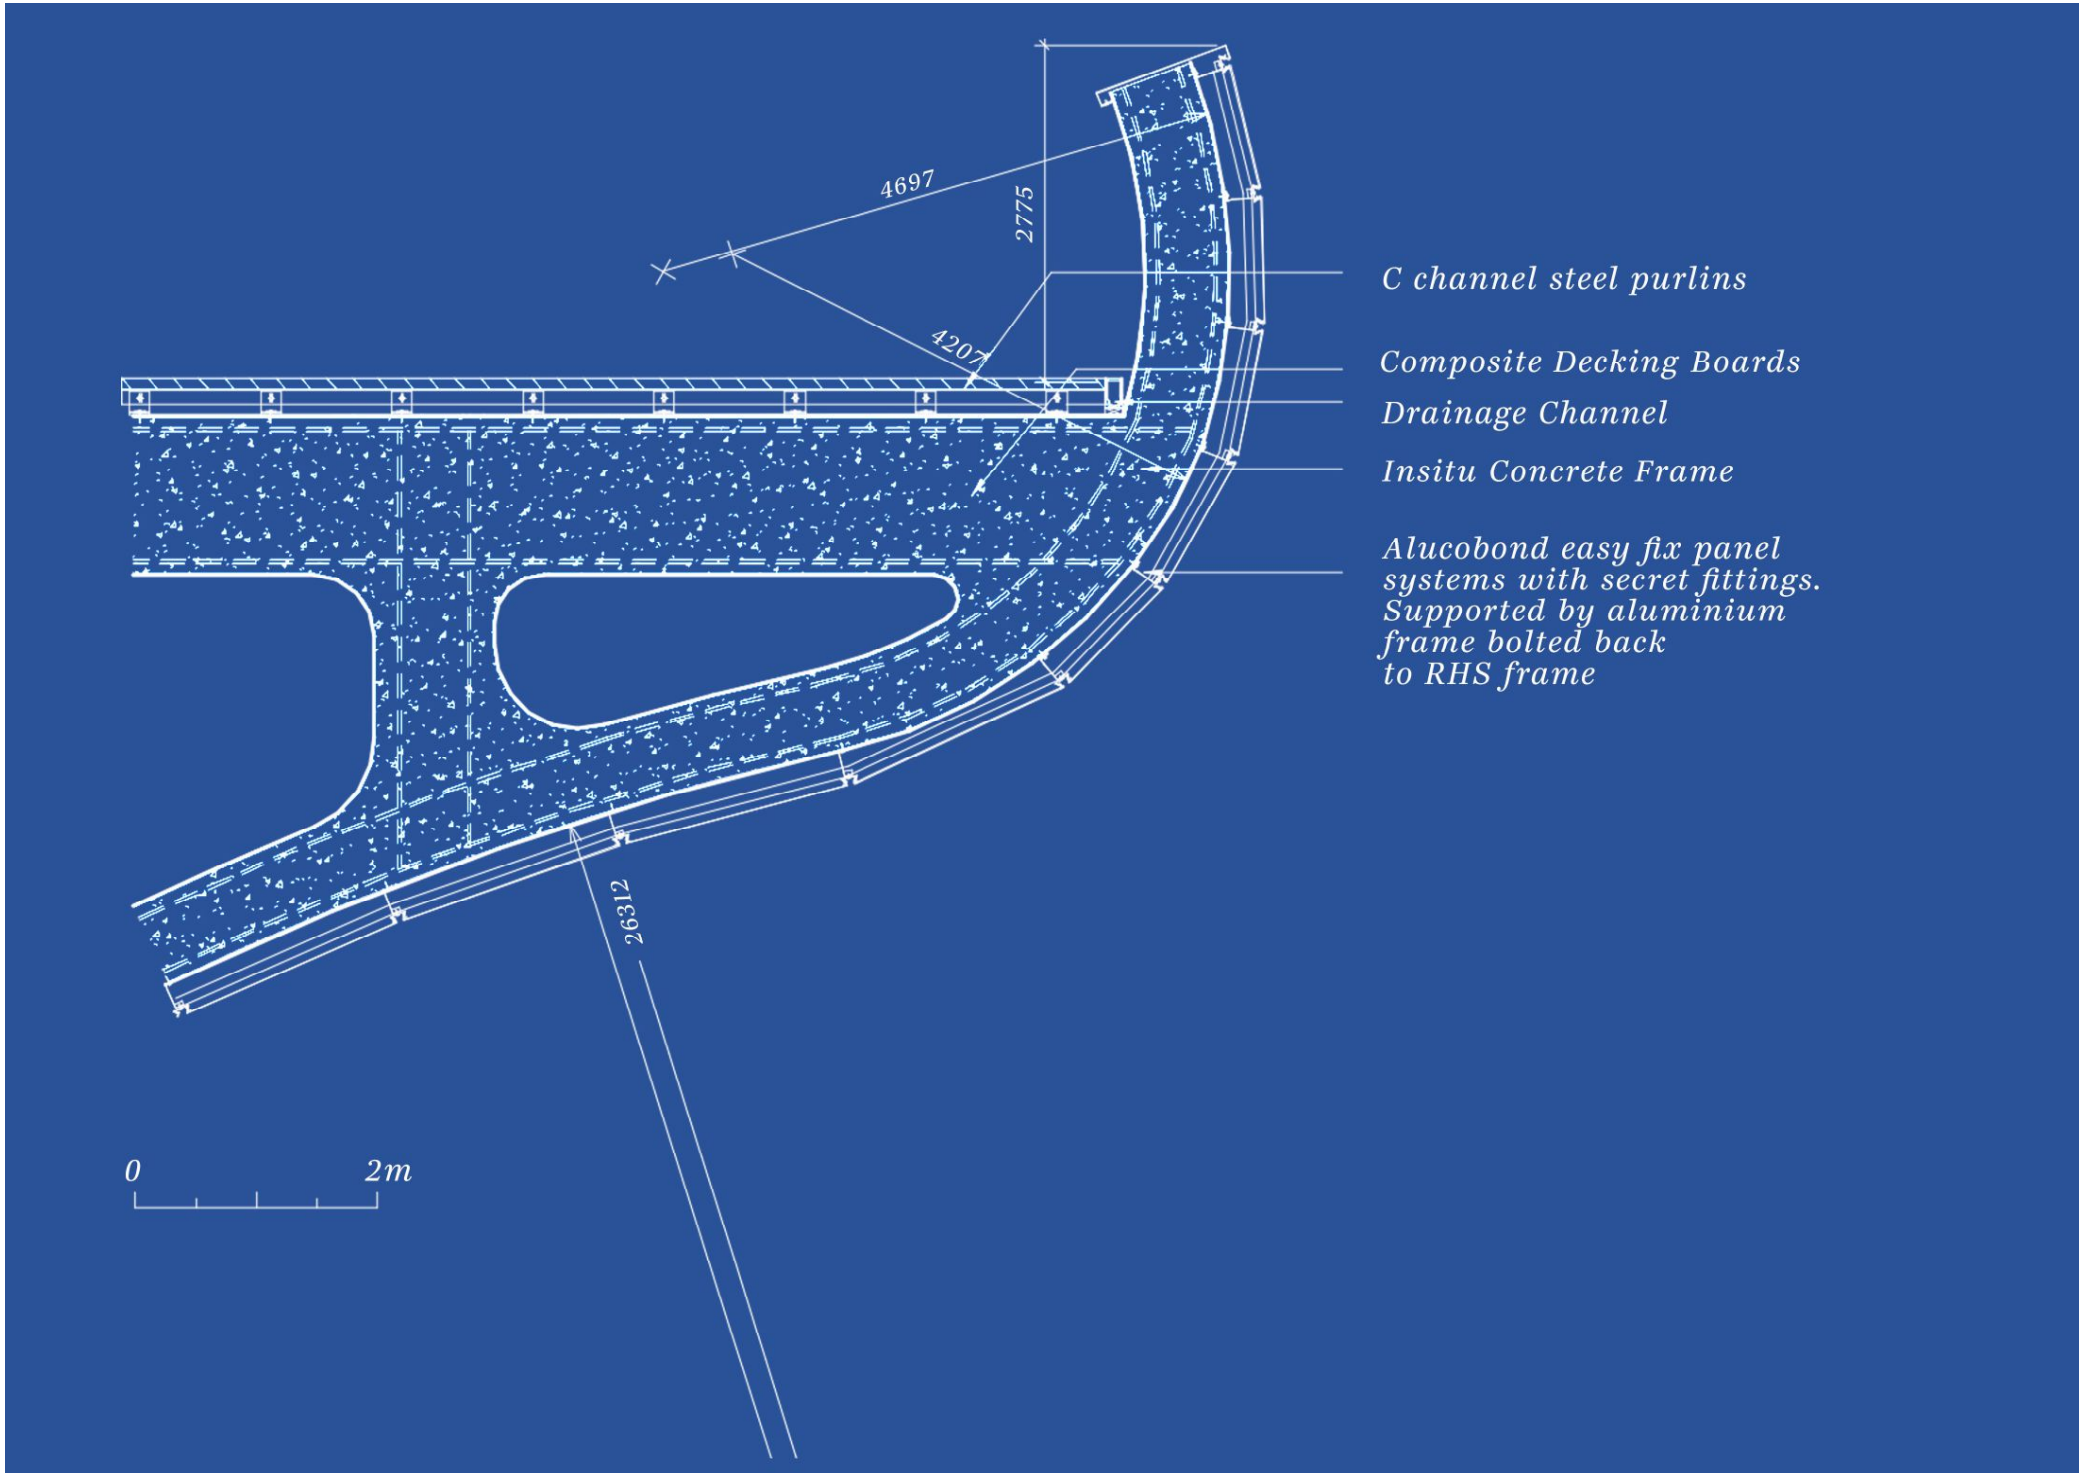 4697
2775
C channel steel purlins
4207
Composite Decking Boards
Drainage Channel
Insitu Concrete Frame
Alucobond easy fix panel
systems with secret fittings.
Supported by aluminium
frame bolted back
to RHS frame
26312
0 2m